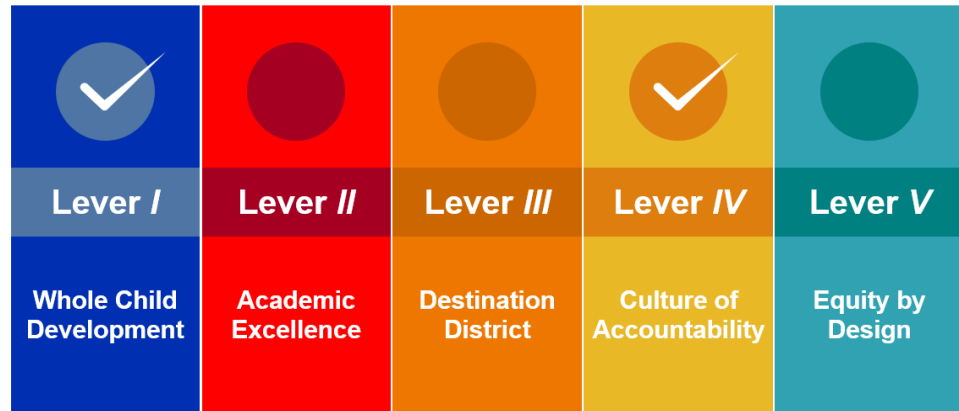 Lever I
Whole Child
Development
Lever II
Academic
Excellence
Lever III
Destination
District
Lever IV
Culture of
Accountability
Lever V
Equity by
Design